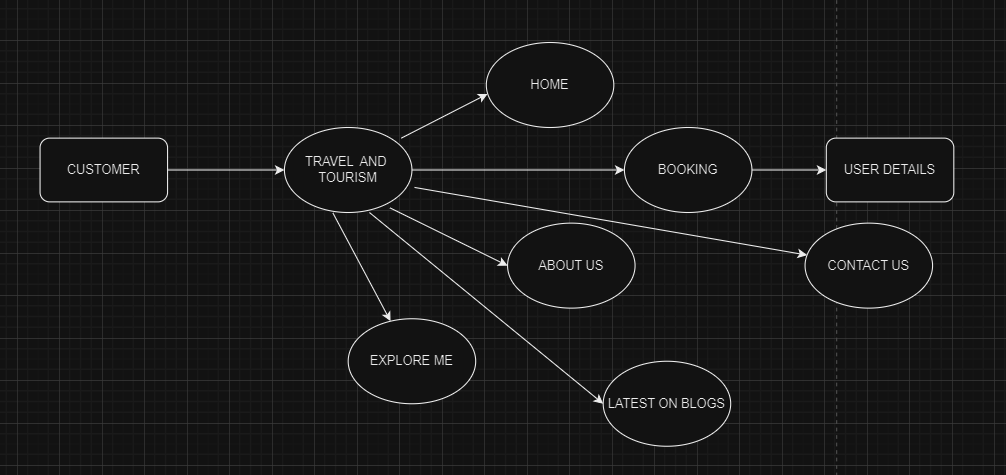 HOME
CUSTOMER
TRAVEL AND
TOURISM
BOOKING
USER DETAILS
ABOUT US
CONTACT US
EXPLORE ME
LATEST ON BLOGS